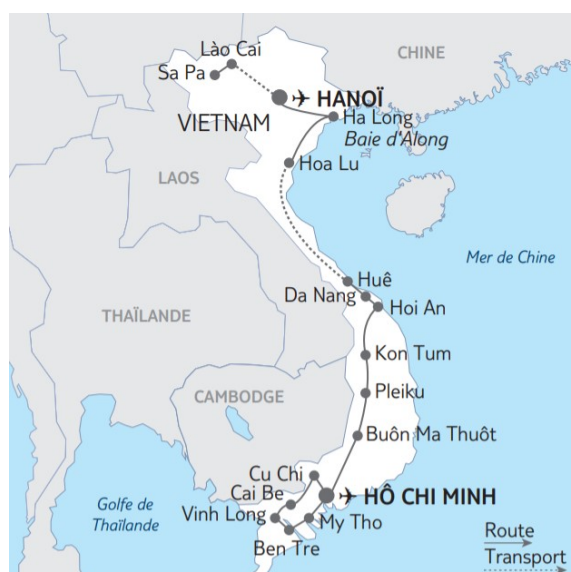 Lào Cai
CHINE
Sa Pa
HANOÏ
VIETNAM
Ha Long
Baie d'Along
Hoa Lu
LAOS
Mer de Chine
Huê
Da Nang
Hoi An
THAÏLANDE
Kon Tum
Pleiku
CAMBODGE
Buôn Ma Thuôt
Cu Chi
Cai Be
HÔ CHI MINH
Golfe de
Thaïlande
Vinh Long
My Tho
Ben Tre
Route
Transport